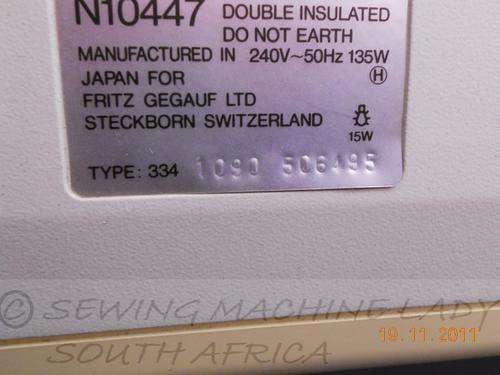 N10447 DOUBLE INSULATED
DO NOT EARTH
MANUFACTURED IN 240V~50Hz 135W
JAPAN FOR H
FRITZ GEGAUF LTD
STECKBORN SWITZERLAND
15W
TYPE: 334 1090 506495
© SEWING MACHINE LADY
19.11.2011
SOUTH AFRICA